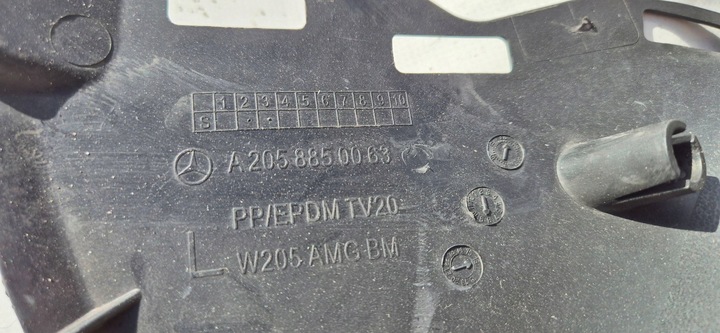 1 2 3 4 5 6 7 8 9 10
S
A 205 885 00 63
PP/EPDM TV20
L W205 AMG BM